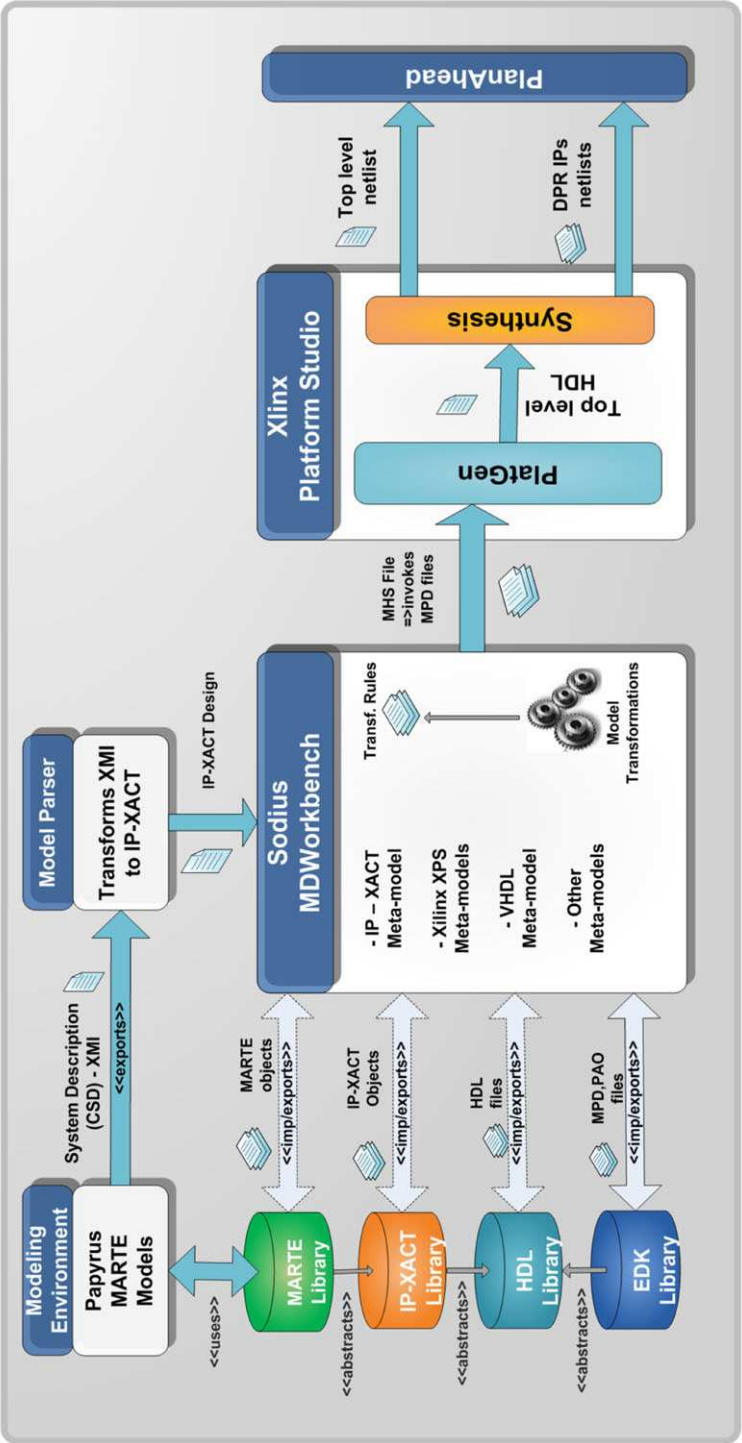 Modeling
Environment
Papyrus
MARTE
Models
System Description
(CSD) - XMI
<<exports>>
Model Parser
Transforms XMI
to IP-XACT
IP-XACT Design
<<uses>>
MARTE
Library
<<abstracts>>
IP-XACT
Library
<<abstracts>>
HDL
Library
<<abstracts>>
EDK
Library
MARTE
objects
<<imp/exports>>
IP-XACT
Objects
<<imp/exports>>
HDL
files
<<imp/exports>>
MPD,PAO
files
<<imp/exports>>
Sodius
MDWorkbench
- IP – XACT
Meta-model
- Xilinx XPS
Meta-models
- VHDL
Meta-model
- Other
Meta-models
Transf. Rules
Model
Transformations
MHS File
=>invokes
MPD files
Xlinx
Platform Studio
PlatGen
Top level
HDL
Synthesis
Top level
netlist
DPR IPs
netlists
PlanAhead